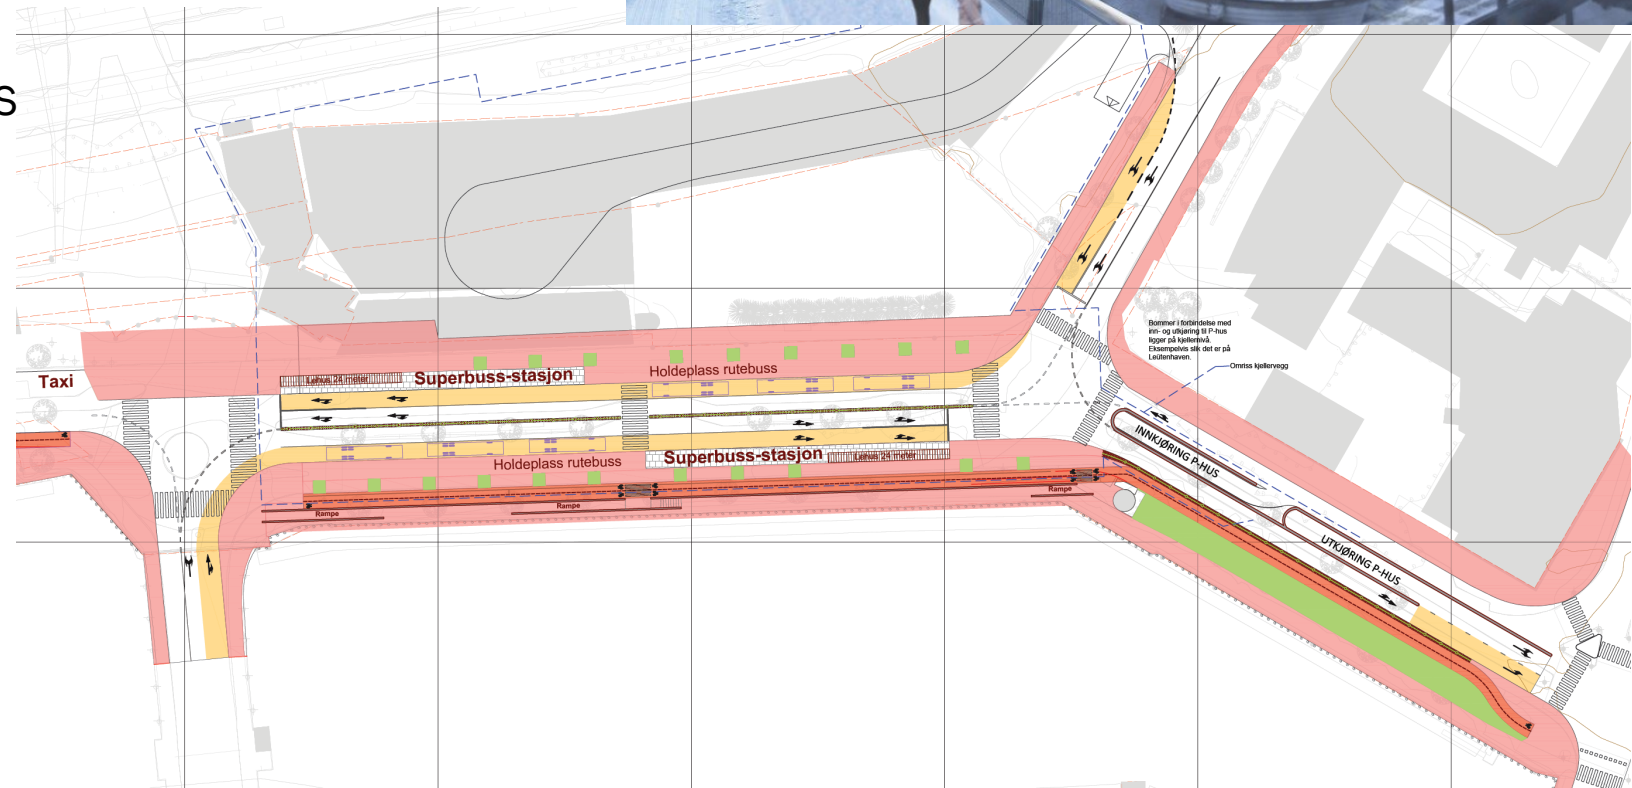 S
Taxi
Lehus 24 meter
Superbuss-stasjon
Holdeplass rutebuss
Bommer i forbindelse med
inn- og utkjøring til P-hus
ligger på kjellernivå.
Eksempelvis slik det er på
Leütenhaven.
Omriss kjellervegg
INNKJØRING P-HUS
Holdeplass rutebuss
Superbuss-stasjon
Lehus 24 meter
Rampe
Rampe
Rampe
UTKJØRING P-HUS